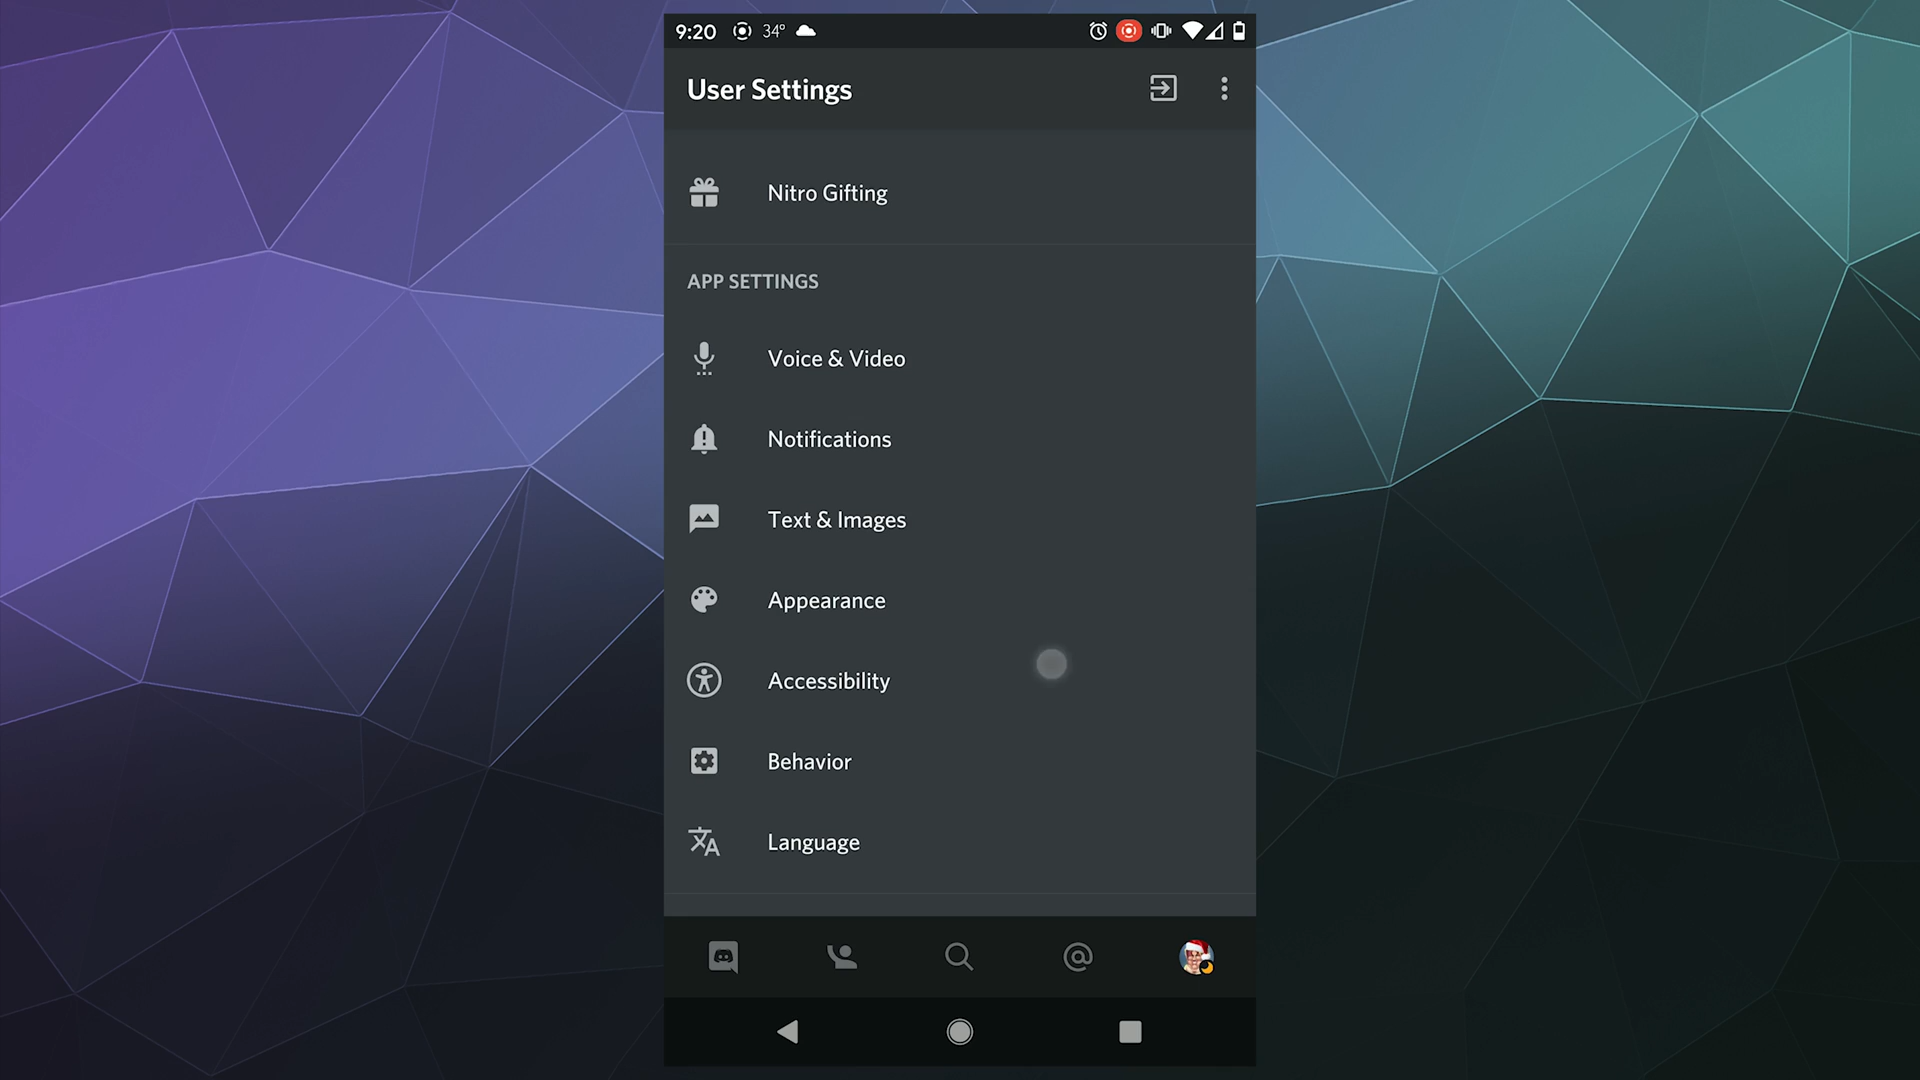 9:20 34°
User Settings
Nitro Gifting
APP SETTINGS
Voice & Video
Notifications
Text & Images
Appearance
Accessibility
Behavior
Language